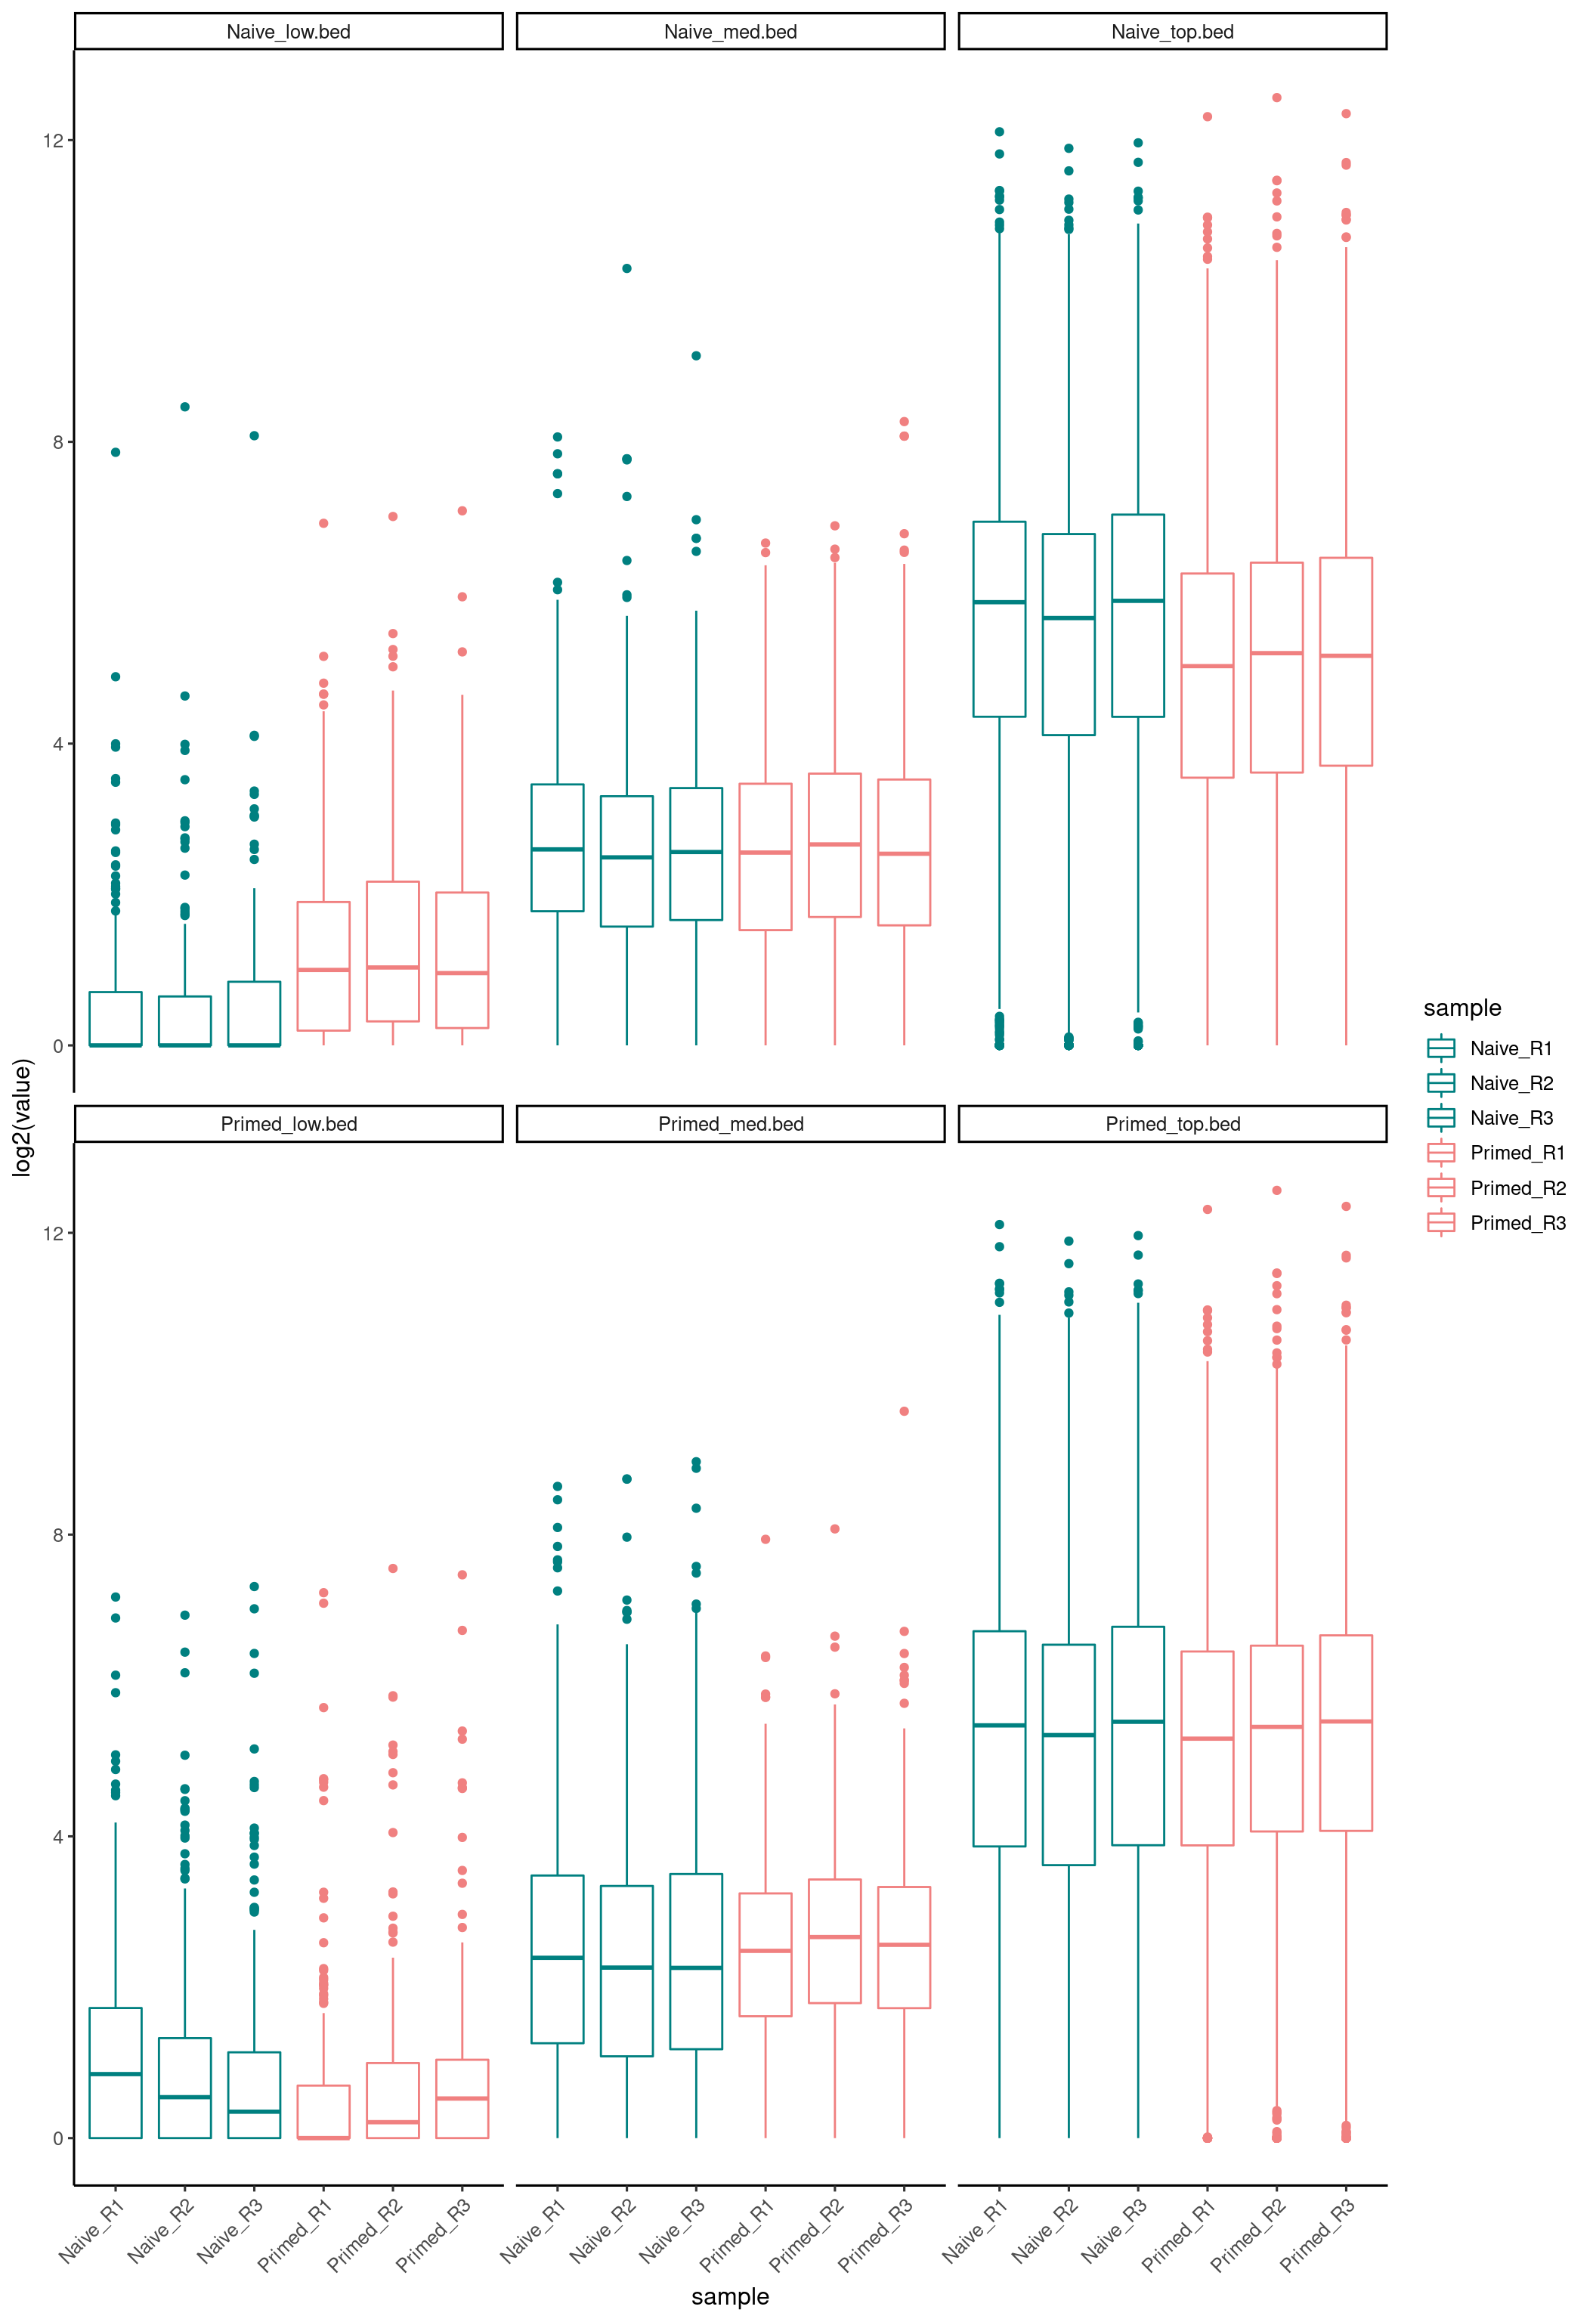 Naive_low.bed
Naive_med.bed
Naive_top.bed
12
8
4
0
log2(value)
Primed_low.bed
Primed_med.bed
Primed_top.bed
12
8
4
0
Naive_R1
Naive_R2
Naive_R3
Primed_R1
Primed_R2
Primed_R3
Naive_R1
Naive_R2
Naive_R3
Primed_R1
Primed_R2
Primed_R3
Naive_R1
Naive_R2
Naive_R3
Primed_R1
Primed_R2
Primed_R3
sample
sample
Naive_R1
Naive_R2
Naive_R3
Primed_R1
Primed_R2
Primed_R3